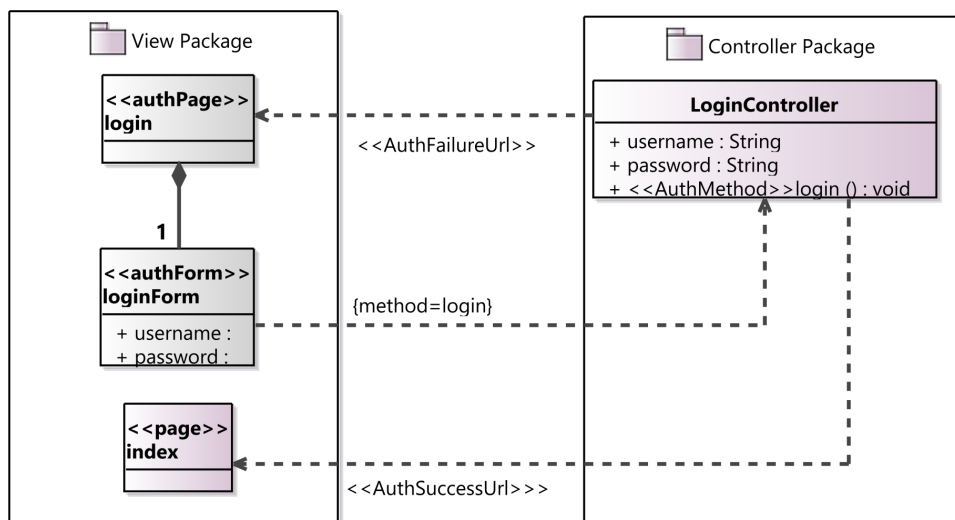 View Package
<<authPage>>
login
1
<<authForm>>
loginForm
+ username :
+ password :
<<page>>
index
<<AuthFailureUrl>>
{method=login}
<<AuthSuccessUrl>>>
Controller Package
LoginController
+ username : String
+ password : String
+ <<AuthMethod>>login () : void